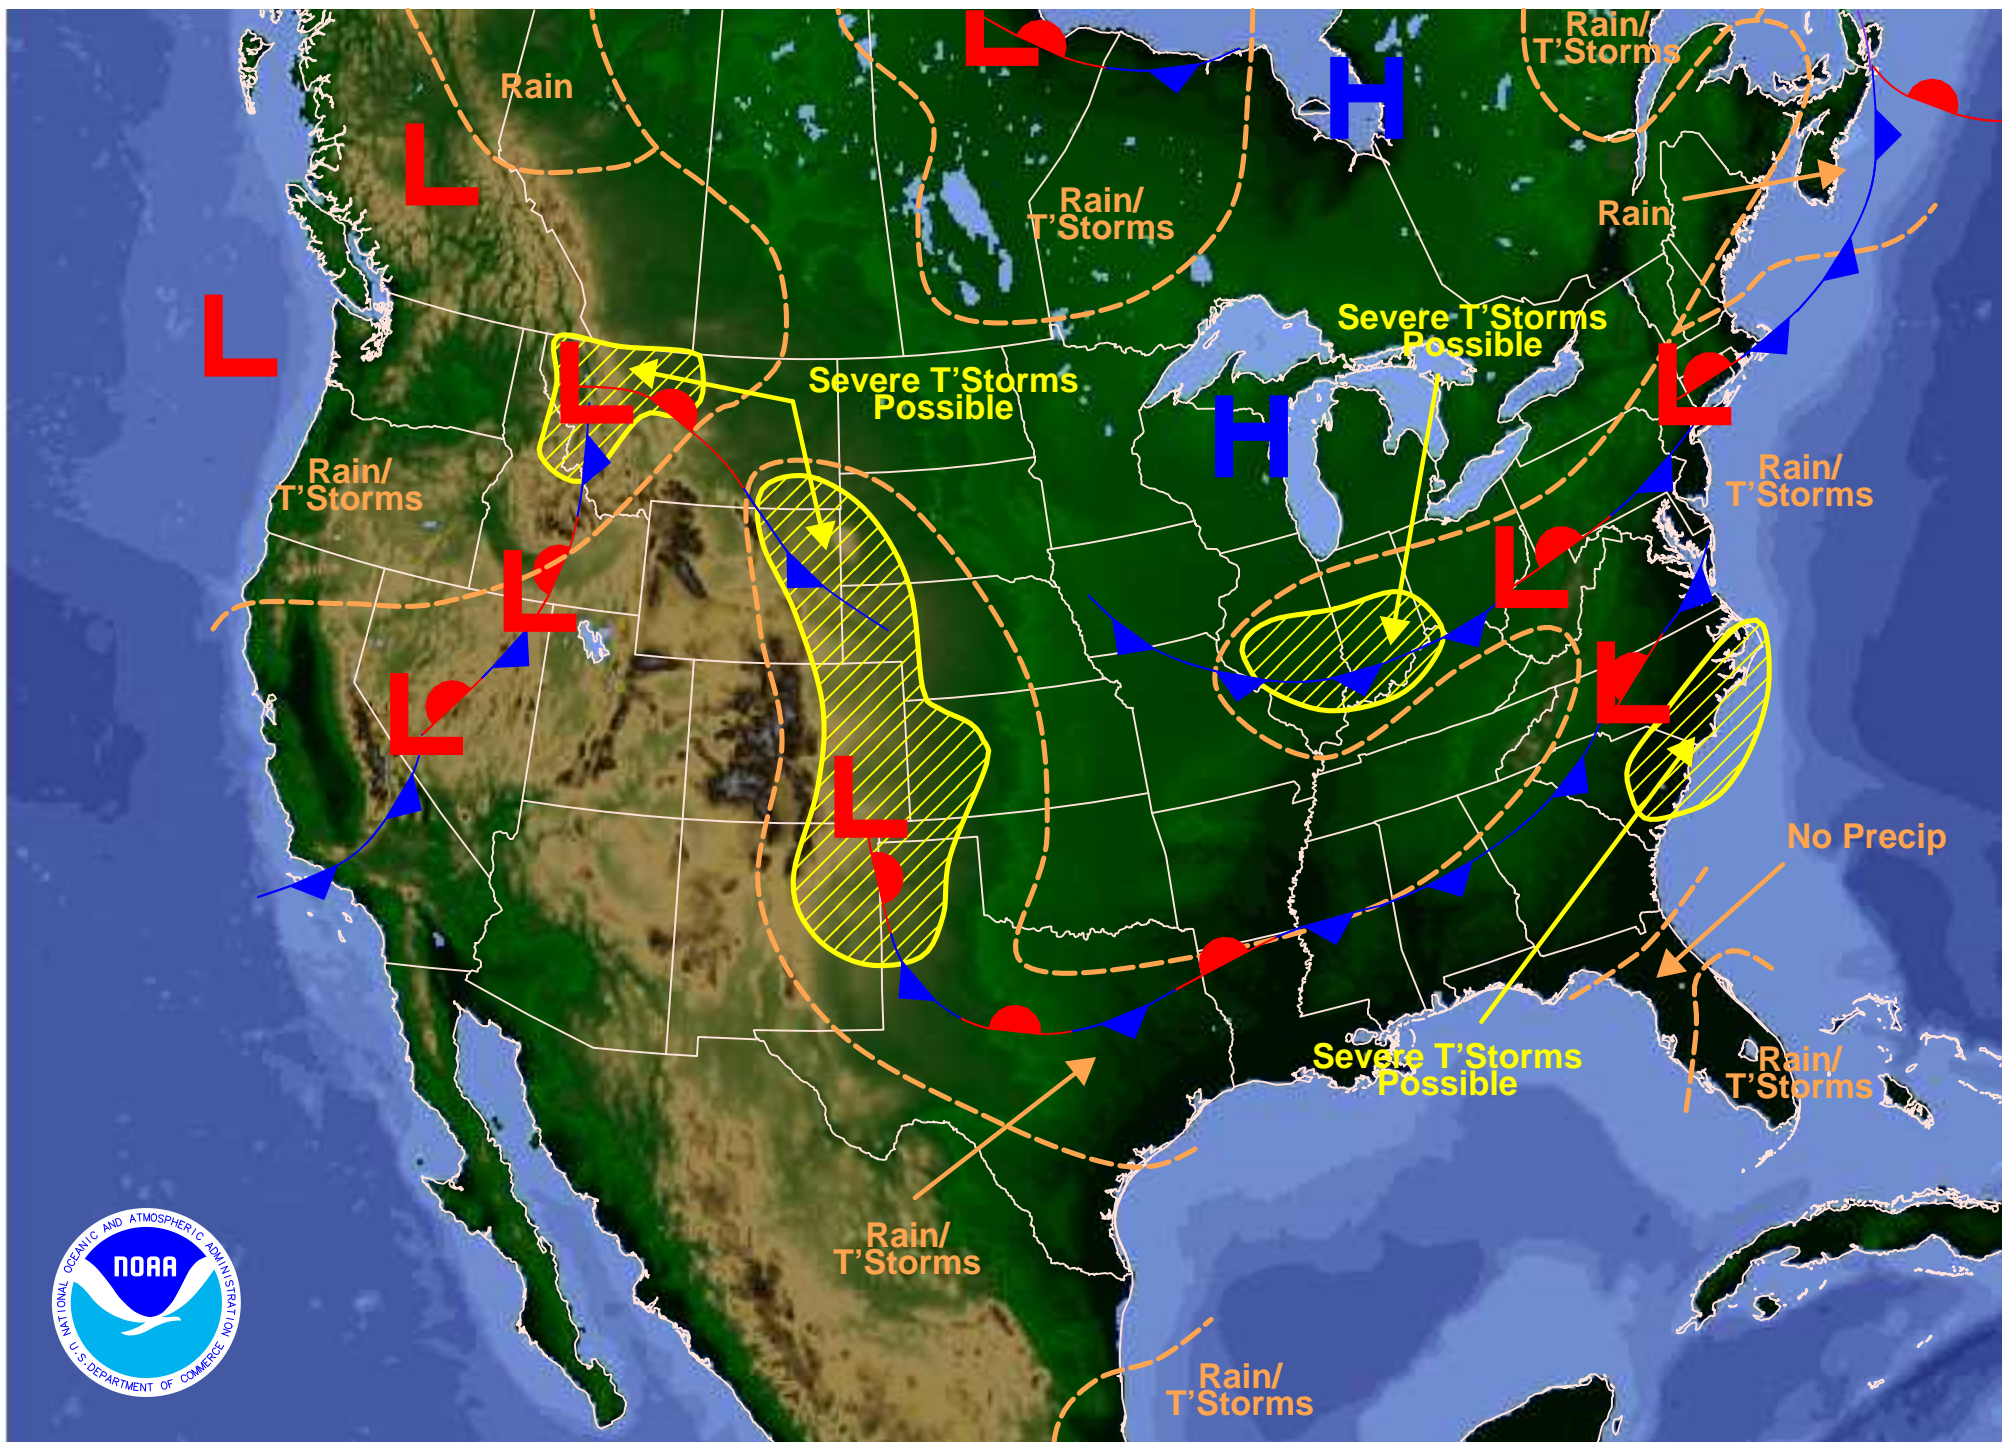 Rain/
T'Storms
Rain
L
L
H
L
Rain/
T'Storms
Rain
L
Severe T'Storms
Possible
L
Severe T'Storms
Possible
L
H
Rain/
T'Storms
Rain/
T'Storms
L
L
L
L
L
No Precip
Severe T'Storms
Possible
Rain/
T'Storms
Rain/
T'Storms
NATIONAL OCEANIC AND ATMOSPHERIC ADMINISTRATION
NOAA
U.S. DEPARTMENT OF COMMERCE
Rain/
T'Storms